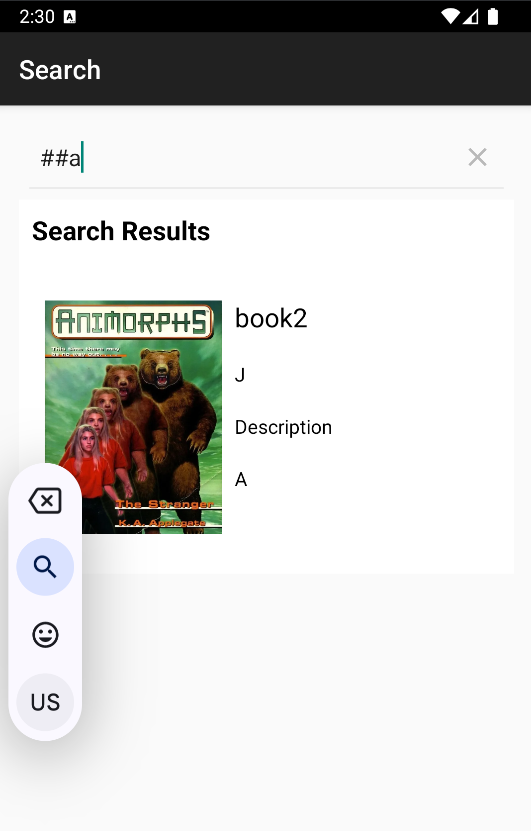 2:30 A
Search
##a
Search Results
ANIMORPHS
book2
J
Description
A
The Stranger
K. A. Applegate
US